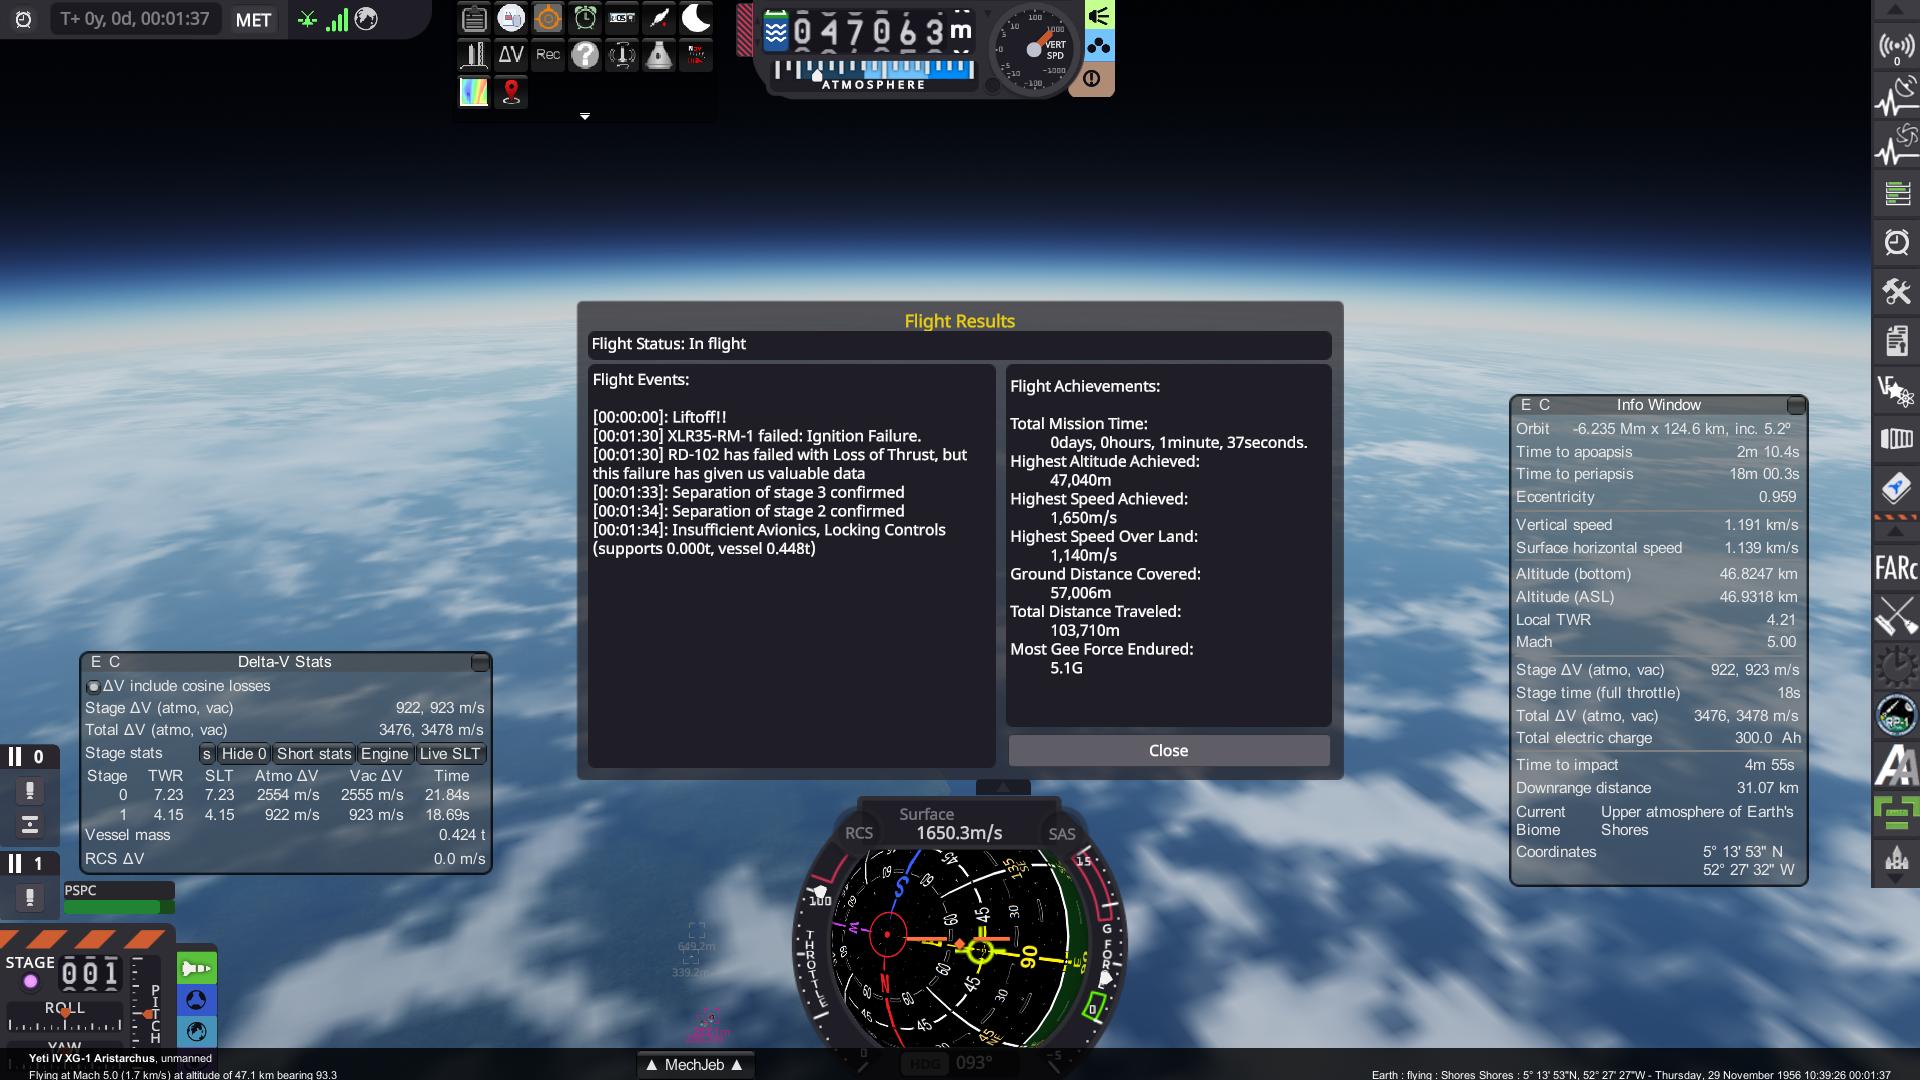 T+ 0y, 0d, 00:01:37
MET
ΔV
Rec
047063 m
ATMOSPHERE
VERT
SPD
0
FARc
Flight Results
Flight Status: In flight
Flight Events:
[00:00:00]: Liftoff!!
[00:01:30] XLR35-RM-1 failed: Ignition Failure.
[00:01:30] RD-102 has failed with Loss of Thrust, but
this failure has given us valuable data
[00:01:33]: Separation of stage 3 confirmed
[00:01:34]: Separation of stage 2 confirmed
[00:01:34]: Insufficient Avionics, Locking Controls
(supports 0.000t, vessel 0.448t)
Flight Achievements:
Total Mission Time:
0days, 0hours, 1minute, 37seconds.
Highest Altitude Achieved:
47,040m
Highest Speed Achieved:
1,650m/s
Highest Speed Over Land:
1,140m/s
Ground Distance Covered:
57,006m
Total Distance Traveled:
103,710m
Most Gee Force Endured:
5.1G
Close
E C Info Window
Orbit -6.235 Mm x 124.6 km, inc. 5.2º
Time to apoapsis 2m 10.4s
Time to periapsis 18m 00.3s
Eccentricity 0.959
Vertical speed 1.191 km/s
Surface horizontal speed 1.139 km/s
Altitude (bottom) 46.8247 km
Altitude (ASL) 46.9318 km
Local TWR 4.21
Mach 5.00
Stage ΔV (atmo, vac) 922, 923 m/s
Stage time (full throttle) 18s
Total ΔV (atmo, vac) 3476, 3478 m/s
Total electric charge 300.0 Ah
Time to impact 4m 55s
Downrange distance 31.07 km
Current Biome Upper atmosphere of Earth's Shores
Coordinates 5° 13' 53" N
52° 27' 32" W
E C Delta-V Stats
ΔV include cosine losses
Stage ΔV (atmo, vac) 922, 923 m/s
Total ΔV (atmo, vac) 3476, 3478 m/s
Stage stats s Hide 0 Short stats Engine Live SLT
Stage TWR SLT Atmo ΔV Vac ΔV Time
0 7.23 7.23 2554 m/s 2555 m/s 21.84s
1 4.15 4.15 922 m/s 923 m/s 18.69s
Vessel mass 0.424 t
RCS ΔV 0.0 m/s
0
1
PSPC
STAGE 001
ROLL
PITCH
YAW
Surface
RCS 1650.3m/s SAS
THROTTLE
100
G FORCE
15
0
-5
649.2m
339.2m
HDG 093°
▲ MechJeb ▲
Yeti IV XG-1 Aristarchus, unmanned
Flying at Mach 5.0 (1.7 km/s) at altitude of 47.1 km bearing 93.3
Earth : flying : Shores Shores : 5° 13' 53"N, 52° 27' 27"W - Thursday, 29 November 1956 10:39:26 00:01:37